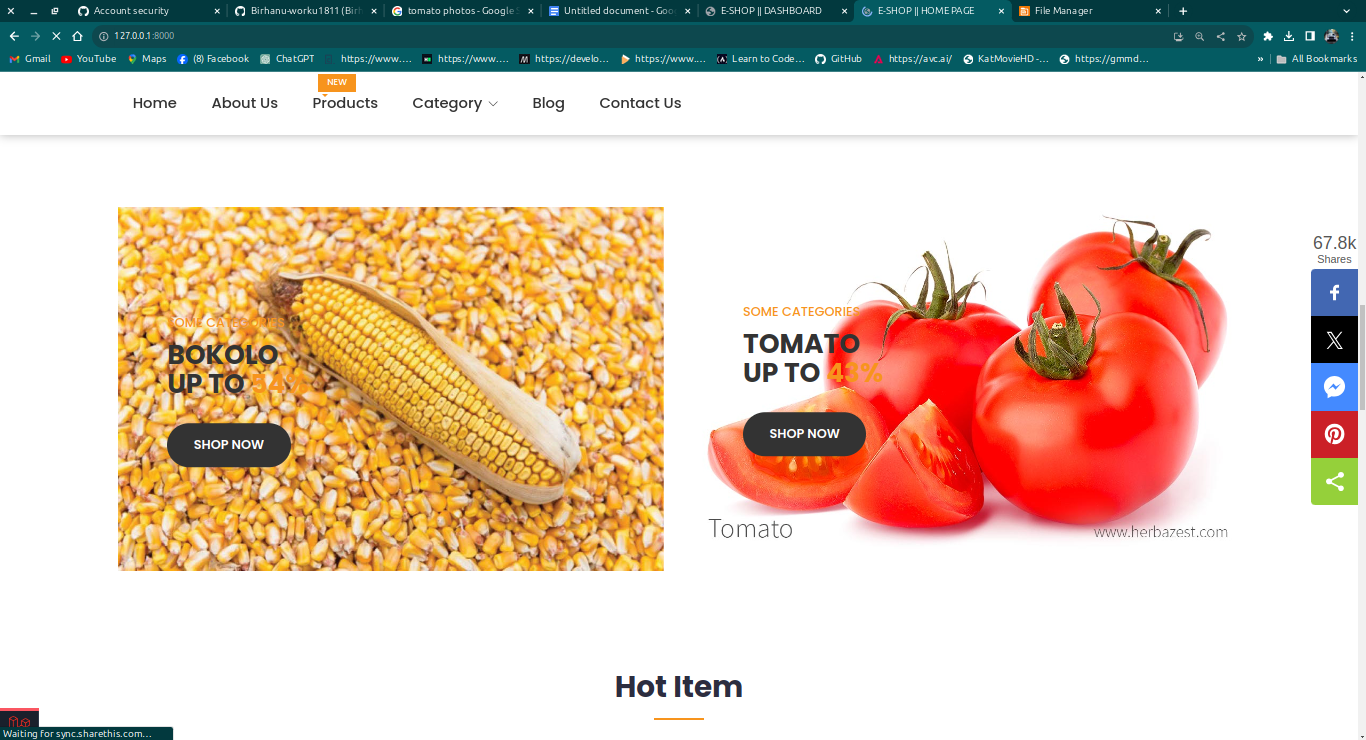 Account security
Birhanu-worku1811 (Birh
tomato photos - Google S
Untitled document - Goo
E-SHOP || DASHBOARD
E-SHOP || HOME PAGE
File Manager
127.0.0.1:8000
Gmail
YouTube
Maps
(8) Facebook
ChatGPT
https://www....
https://www....
https://develo...
https://www....
Learn to Code...
GitHub
https://avc.ai/
KatMovieHD -...
https://gmmd...
»
All Bookmarks
NEW
Home
About Us
Products
Category
Blog
Contact Us
SOME CATEGORIES
BOKOLO
UP TO 54%
SHOP NOW
SOME CATEGORIES
TOMATO
UP TO 43%
SHOP NOW
Tomato
www.herbazest.com
67.8k
Shares
Hot Item
Waiting for sync.sharethis.com...